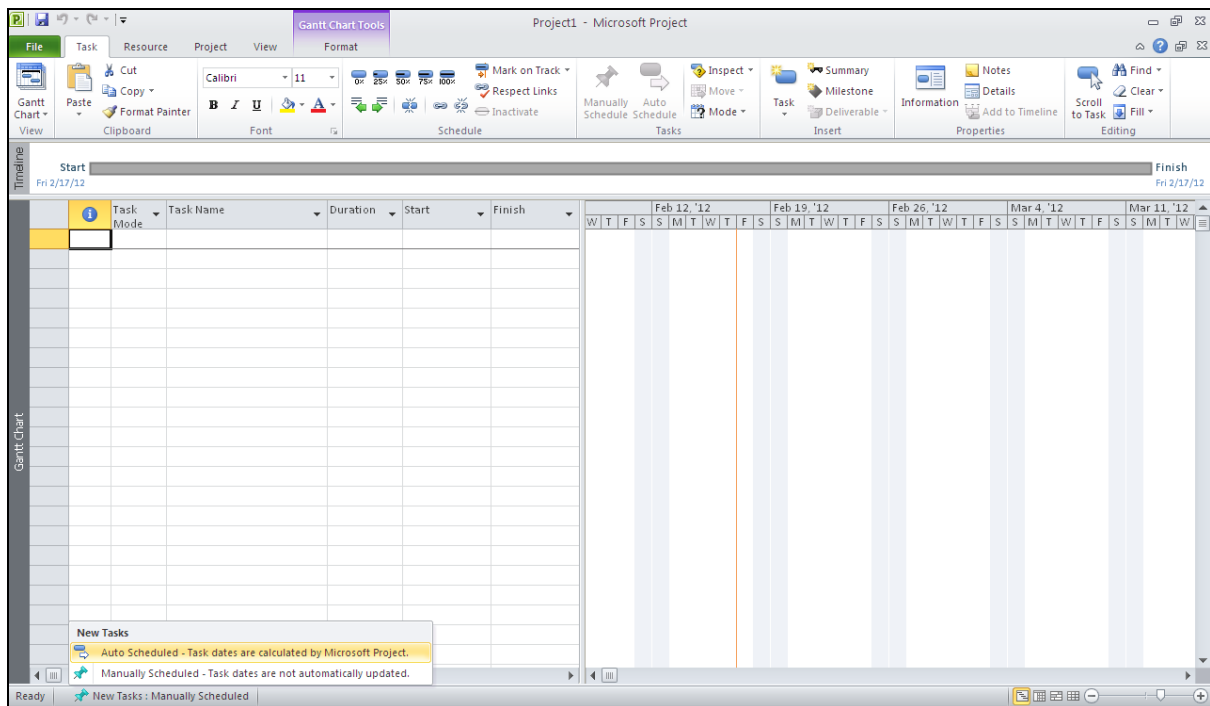 Gantt Chart Tools
Project1 - Microsoft Project
File Task Resource Project View Format
Cut
Copy
Format Painter
Paste
Gantt
Chart
Calibri 11
B I U A
0% 25% 50% 75% 100%
Mark on Track
Respect Links
Inactivate
Manually
Schedule
Auto
Schedule
Inspect
Move
Mode
Task
Summary
Milestone
Deliverable
Information
Notes
Details
Add to Timeline
Scroll
to Task
Find
Clear
Fill
View Clipboard Font Schedule Tasks Insert Properties Editing
Timeline
Start
Fri 2/17/12
Finish
Fri 2/17/12
Task
Mode
Task Name
Duration
Start
Finish
Feb 12, '12 Feb 19, '12 Feb 26, '12 Mar 4, '12 Mar 11, '12
W T F S S M T W T F S S M T W T F S S M T W T F S S M T W T F S S M T W
Gantt Chart
New Tasks
Auto Scheduled - Task dates are calculated by Microsoft Project.
Manually Scheduled - Task dates are not automatically updated.
Ready
New Tasks : Manually Scheduled